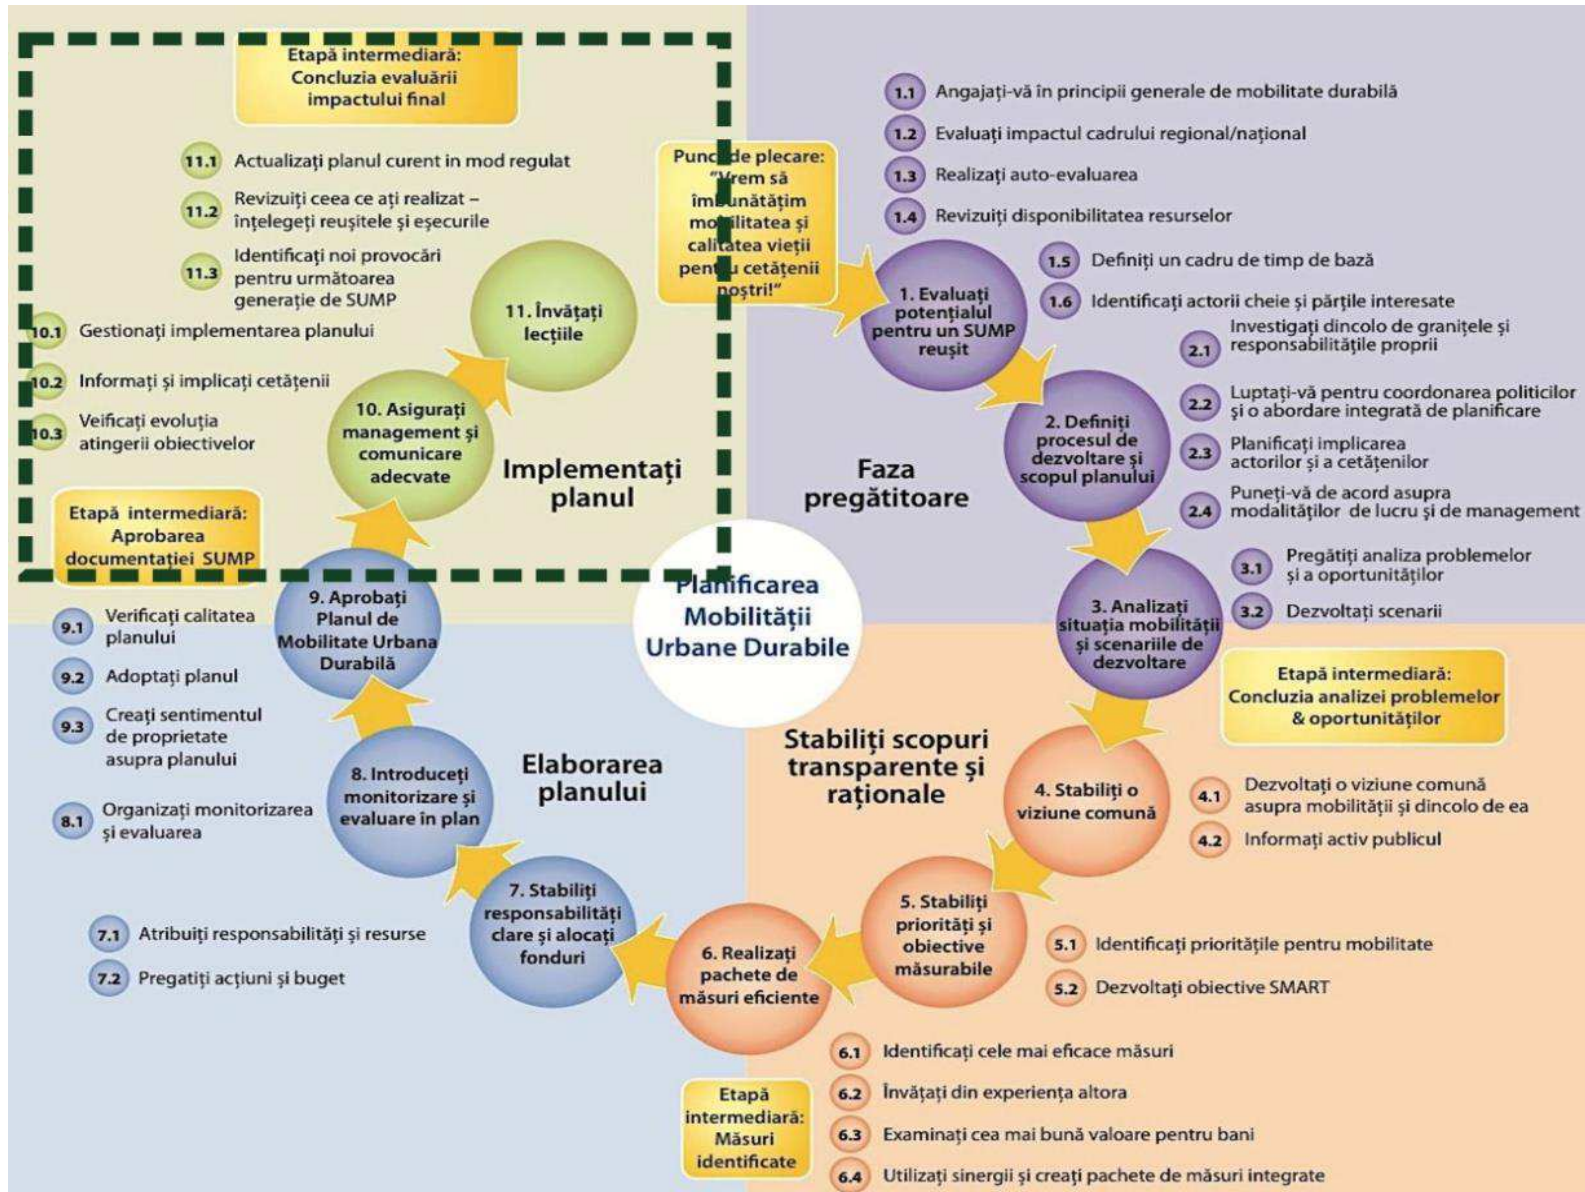 Etapă intermediară:
Concluzia evaluării
impactului final
11.1 Actualizați planul curent in mod regulat
11.2 Revizuiți ceea ce ați realizat –
înțelegeți reușitele și eșecurile
11.3 Identificați noi provocări
pentru următoarea
generație de SUMP
10.1 Gestionați implementarea planului
10.2 Informați și implicați cetățenii
10.3 Veificați evoluția
atingerii obiectivelor
11. Învățați
lecțiile
10. Asigurați
management și
comunicare
adecvate
Implementați
planul
Etapă intermediară:
Aprobarea
documentației SUMP
Punct de plecare:
“Vrem să
îmbunătățim
mobilitatea și
calitatea vieții
pentru cetățenii
noștri!”
1.1 Angajați-vă în principii generale de mobilitate durabilă
1.2 Evaluați impactul cadrului regional/național
1.3 Realizați auto-evaluarea
1.4 Revizuiți disponibilitatea resurselor
1.5 Definiți un cadru de timp de bază
1.6 Identificați actorii cheie și părțile interesate
1. Evaluați
potențialul
pentru un SUMP
reușit
2.1 Investigați dincolo de granițele și
responsabilitățile proprii
2.2 Luptați-vă pentru coordonarea politicilor
și o abordare integrată de planificare
2.3 Planificați implicarea
actorilor și a cetățenilor
2.4 Puneți-vă de acord asupra
modalităților de lucru și de management
2. Definiți
procesul de
dezvoltare și
scopul planului
Faza
pregătitoare
3.1 Pregătiți analiza problemelor
și a oportunităților
3.2 Dezvoltați scenarii
3. Analizați
situația mobilității
și scenariile de
dezvoltare
Etapă intermediară:
Concluzia analizei problemelor
& oportunităților
Planificarea
Mobilității
Urbane Durabile
Stabiliți scopuri
transparente și
raționale
4. Stabiliți o
viziune comună
4.1 Dezvoltați o viziune comună
asupra mobilității și dincolo de ea
4.2 Informați activ publicul
5. Stabiliți
priorități și
obiective
măsurabile
5.1 Identificați prioritățile pentru mobilitate
5.2 Dezvoltați obiective SMART
6. Realizați
pachete de
măsuri eficiente
6.1 Identificați cele mai eficace măsuri
6.2 Învățați din experiența altora
6.3 Examinați cea mai bună valoare pentru bani
6.4 Utilizați sinergii și creați pachete de măsuri integrate
Etapă
intermediară:
Măsuri
identificate
Elaborarea
planului
7. Stabiliți
responsabilități
clare și alocați
fonduri
7.1 Atribuiți responsabilități și resurse
7.2 Pregatiți acțiuni și buget
8. Introduceți
monitorizare și
evaluare în plan
8.1 Organizați monitorizarea
și evaluarea
9. Aprobați
Planul de
Mobilitate Urbana
Durabilă
9.1 Verificați calitatea
planului
9.2 Adoptați planul
9.3 Creați sentimentul
de proprietate
asupra planului